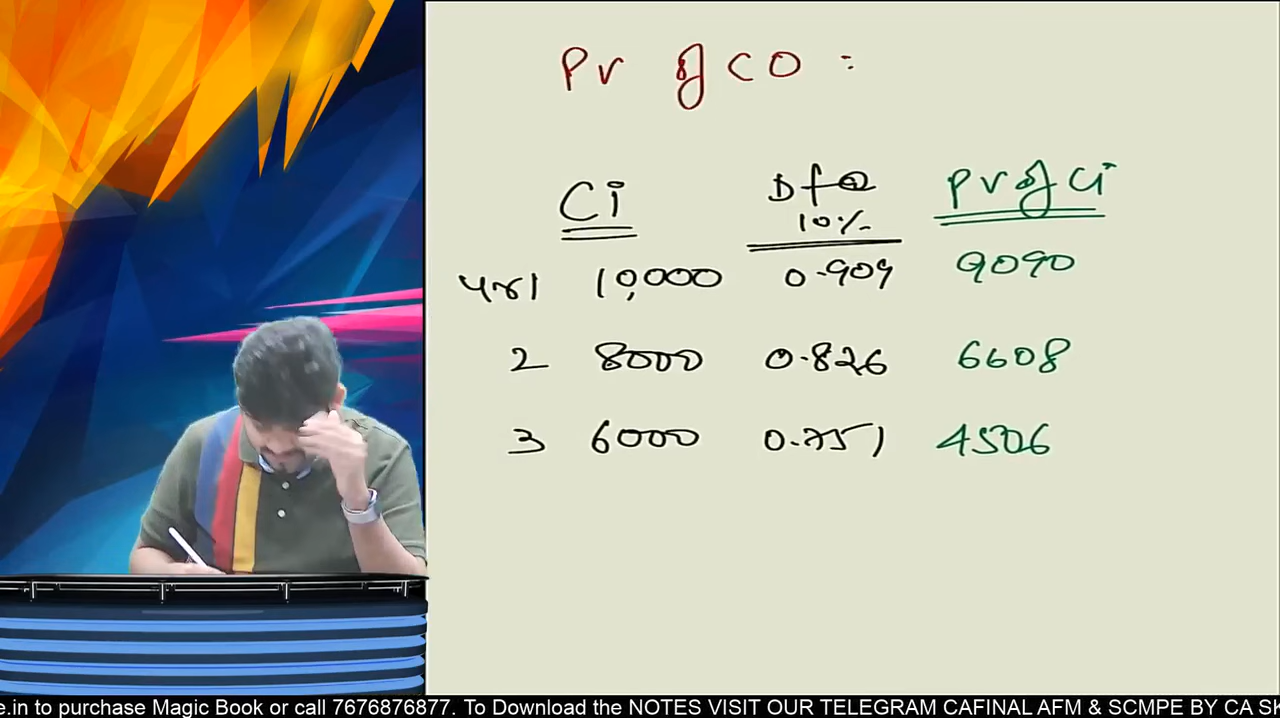 PV of CO :
Ci Df@ PV of Ci
10%
Yr1 10,000 0.909 9090
2 8000 0.826 6608
3 6000 0.751 4506
e.in to purchase Magic Book or call 7676876877. To Download the NOTES VISIT OUR TELEGRAM CAFINAL AFM & SCMPE BY CA SK